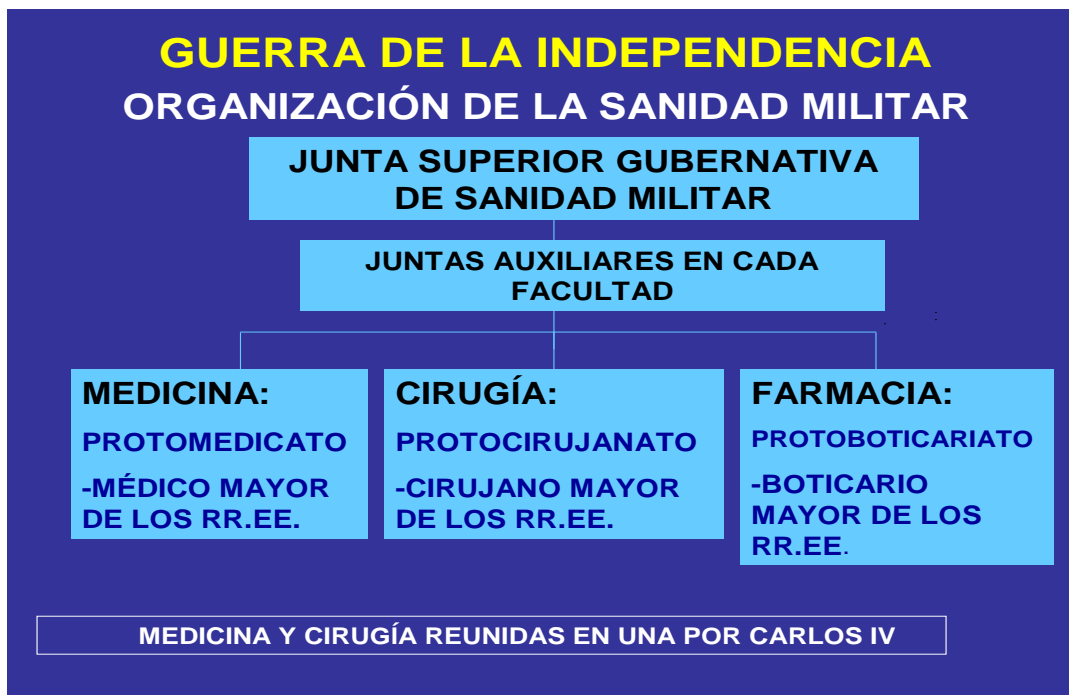 GUERRA DE LA INDEPENDENCIA
ORGANIZACIÓN DE LA SANIDAD MILITAR
JUNTA SUPERIOR GUBERNATIVA
DE SANIDAD MILITAR
JUNTAS AUXILIARES EN CADA
FACULTAD
MEDICINA:
PROTOMEDICATO
-MÉDICO MAYOR
DE LOS RR.EE.
CIRUGÍA:
PROTOCIRUJANATO
-CIRUJANO MAYOR
DE LOS RR.EE.
FARMACIA:
PROTOBOTICARIATO
-BOTICARIO
MAYOR DE LOS
RR.EE.
MEDICINA Y CIRUGÍA REUNIDAS EN UNA POR CARLOS IV